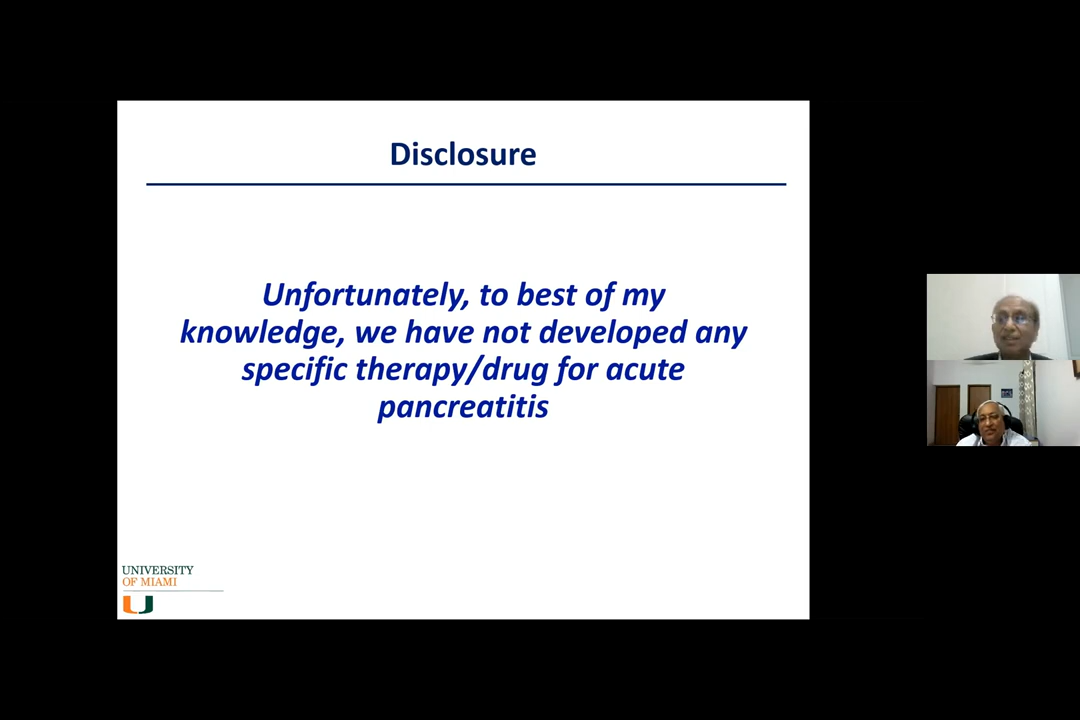 Disclosure
Unfortunately, to best of my
knowledge, we have not developed any
specific therapy/drug for acute
pancreatitis
UNIVERSITY
OF MIAMI